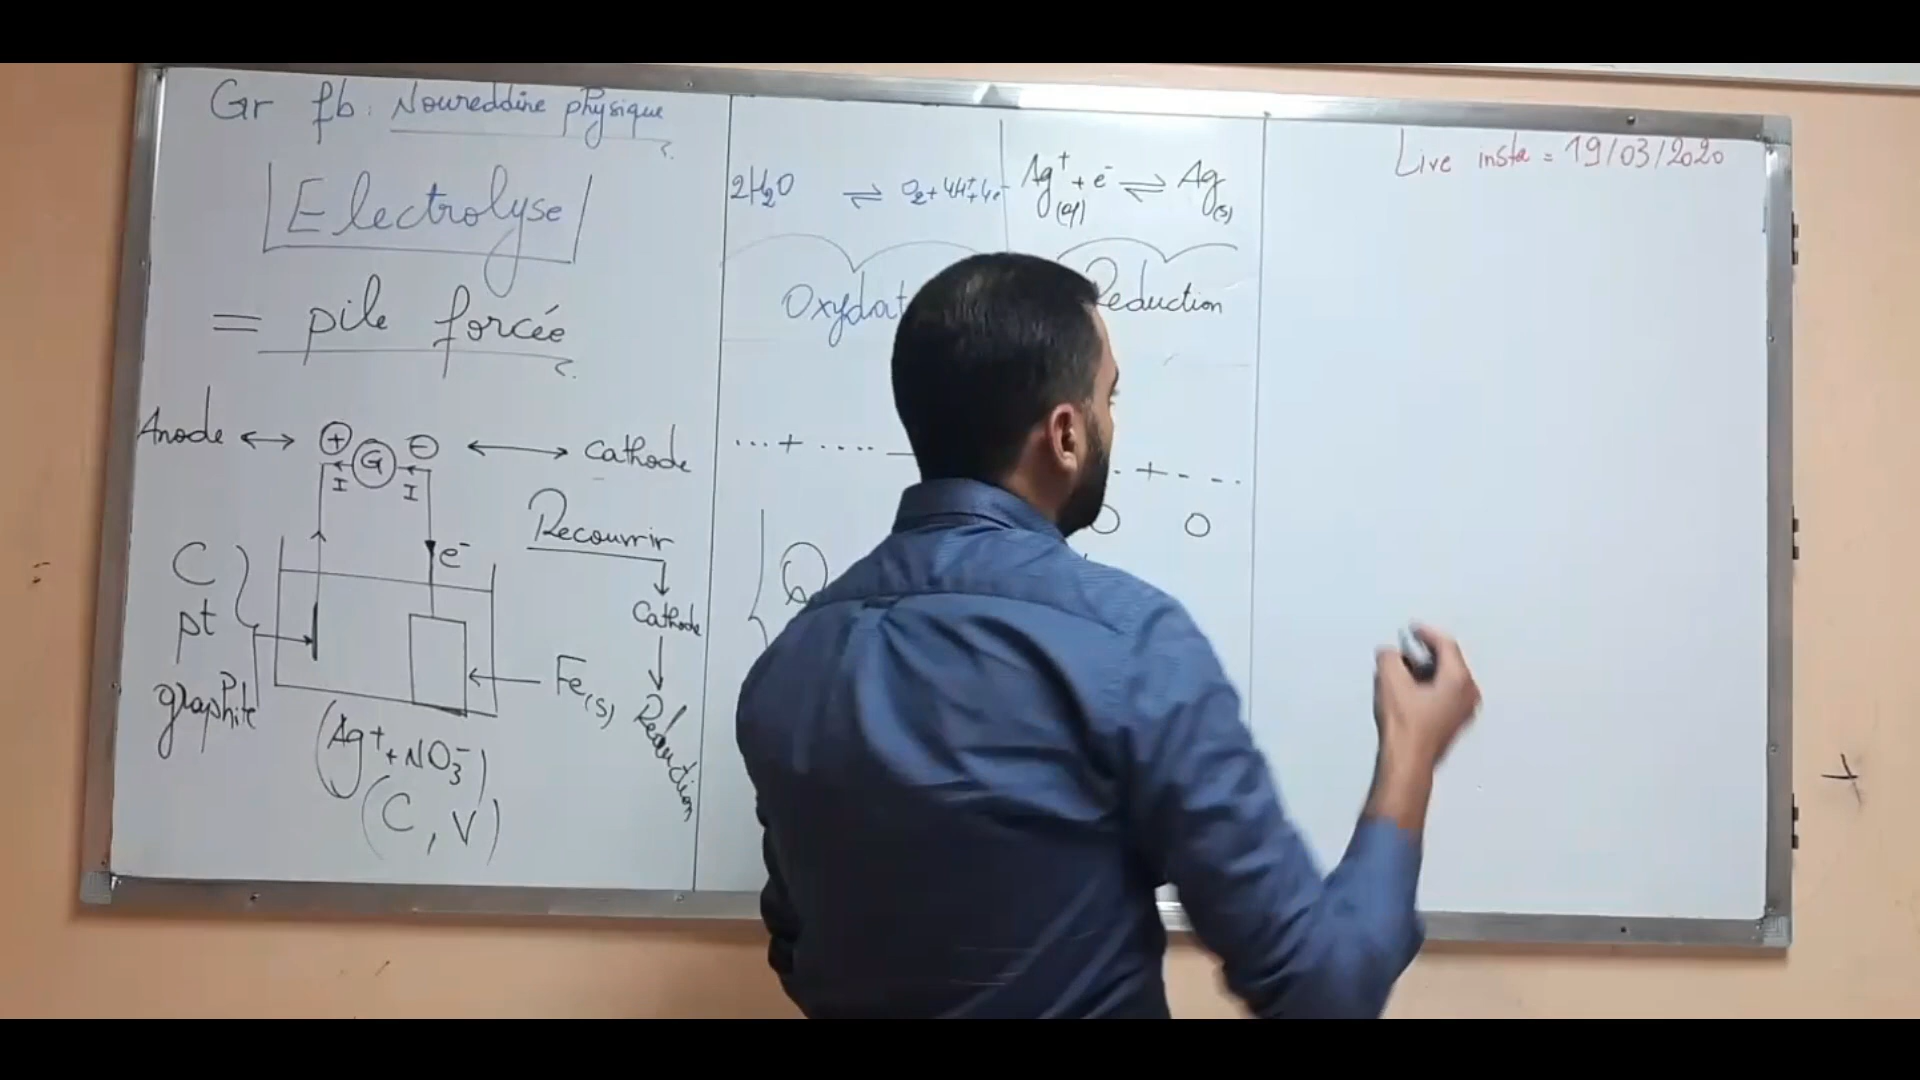 Gr fb: Noureddine physique
Electrolyse
= pile forcée
Anode ↔ + G - ↔ cathode
I I
e⁻
C
pt
graphite
Recouvrir
↓
Cathode
↓
Réduction
Fe(s)
(Ag⁺ + NO₃⁻)
(C, V)
2H₂O ⇌ O₂ + 4H⁺ + 4e⁻
Oxydat
Ag⁺(aq) + e⁻ ⇌ Ag(s)
Reduction
... + ....
. + - - .
O O
Q
Live insta = 19/03/2020